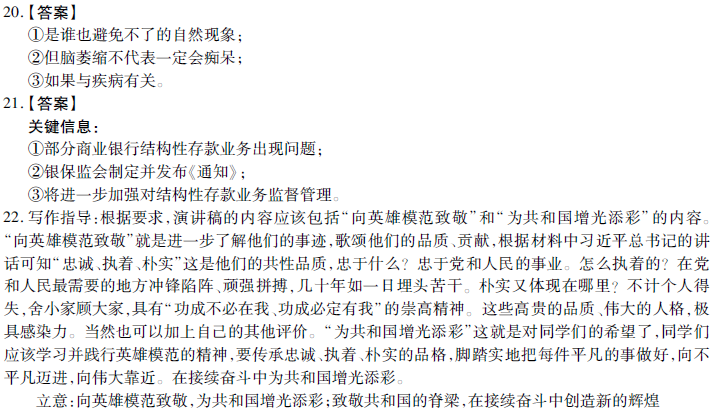 20.【答案】
①是谁也避免不了的自然现象；
②但脑萎缩不代表一定会痴呆；
③如果与疾病有关。
21.【答案】
关键信息：
①部分商业银行结构性存款业务出现问题；
②银保监会制定并发布《通知》；
③将进一步加强对结构性存款业务监督管理。
22. 写作指导：根据要求，演讲稿的内容应该包括“向英雄模范致敬”和“为共和国增光添彩”的内容。
“向英雄模范致敬”就是进一步了解他们的事迹，歌颂他们的品质、贡献，根据材料中习近平总书记的讲
话可知“忠诚、执着、朴实”这是他们的共性品质，忠于什么？忠于党和人民的事业。怎么执着的？在党
和人民最需要的地方冲锋陷阵、顽强拼搏，几十年如一日埋头苦干。朴实又体现在哪里？不计个人得
失，舍小家顾大家，具有“功成不必在我、功成必定有我”的崇高精神。这些高贵的品质、伟大的人格，极
具感染力。当然也可以加上自己的其他评价。“为共和国增光添彩”这就是对同学们的希望了，同学们
应该学习并践行英雄模范的精神，要传承忠诚、执着、朴实的品格，脚踏实地把每件平凡的事做好，向不
平凡迈进，向伟大靠近。在接续奋斗中为共和国增光添彩。
立意：向英雄模范致敬，为共和国增光添彩；致敬共和国的脊梁，在接续奋斗中创造新的辉煌